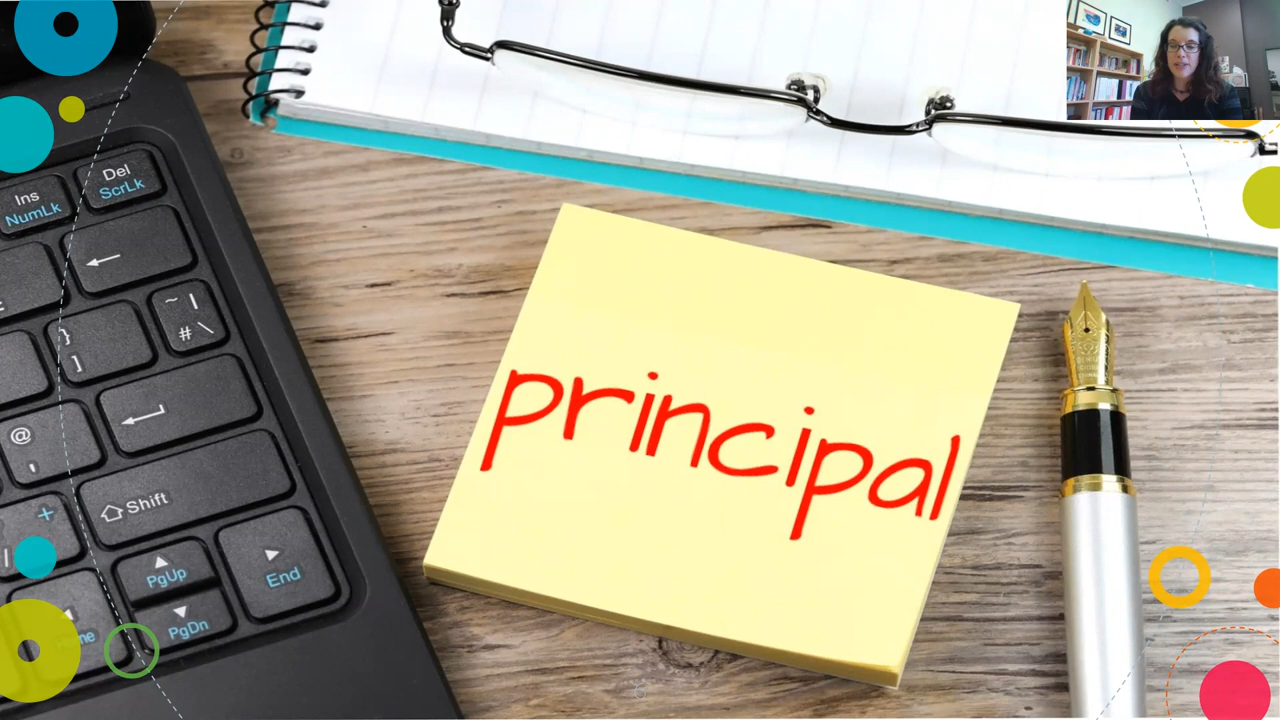 Del
ScrLk
Ins
NumLk
~ |
# \
}
]
@
,
principal
Shift
+
PgUp
End
PgDn